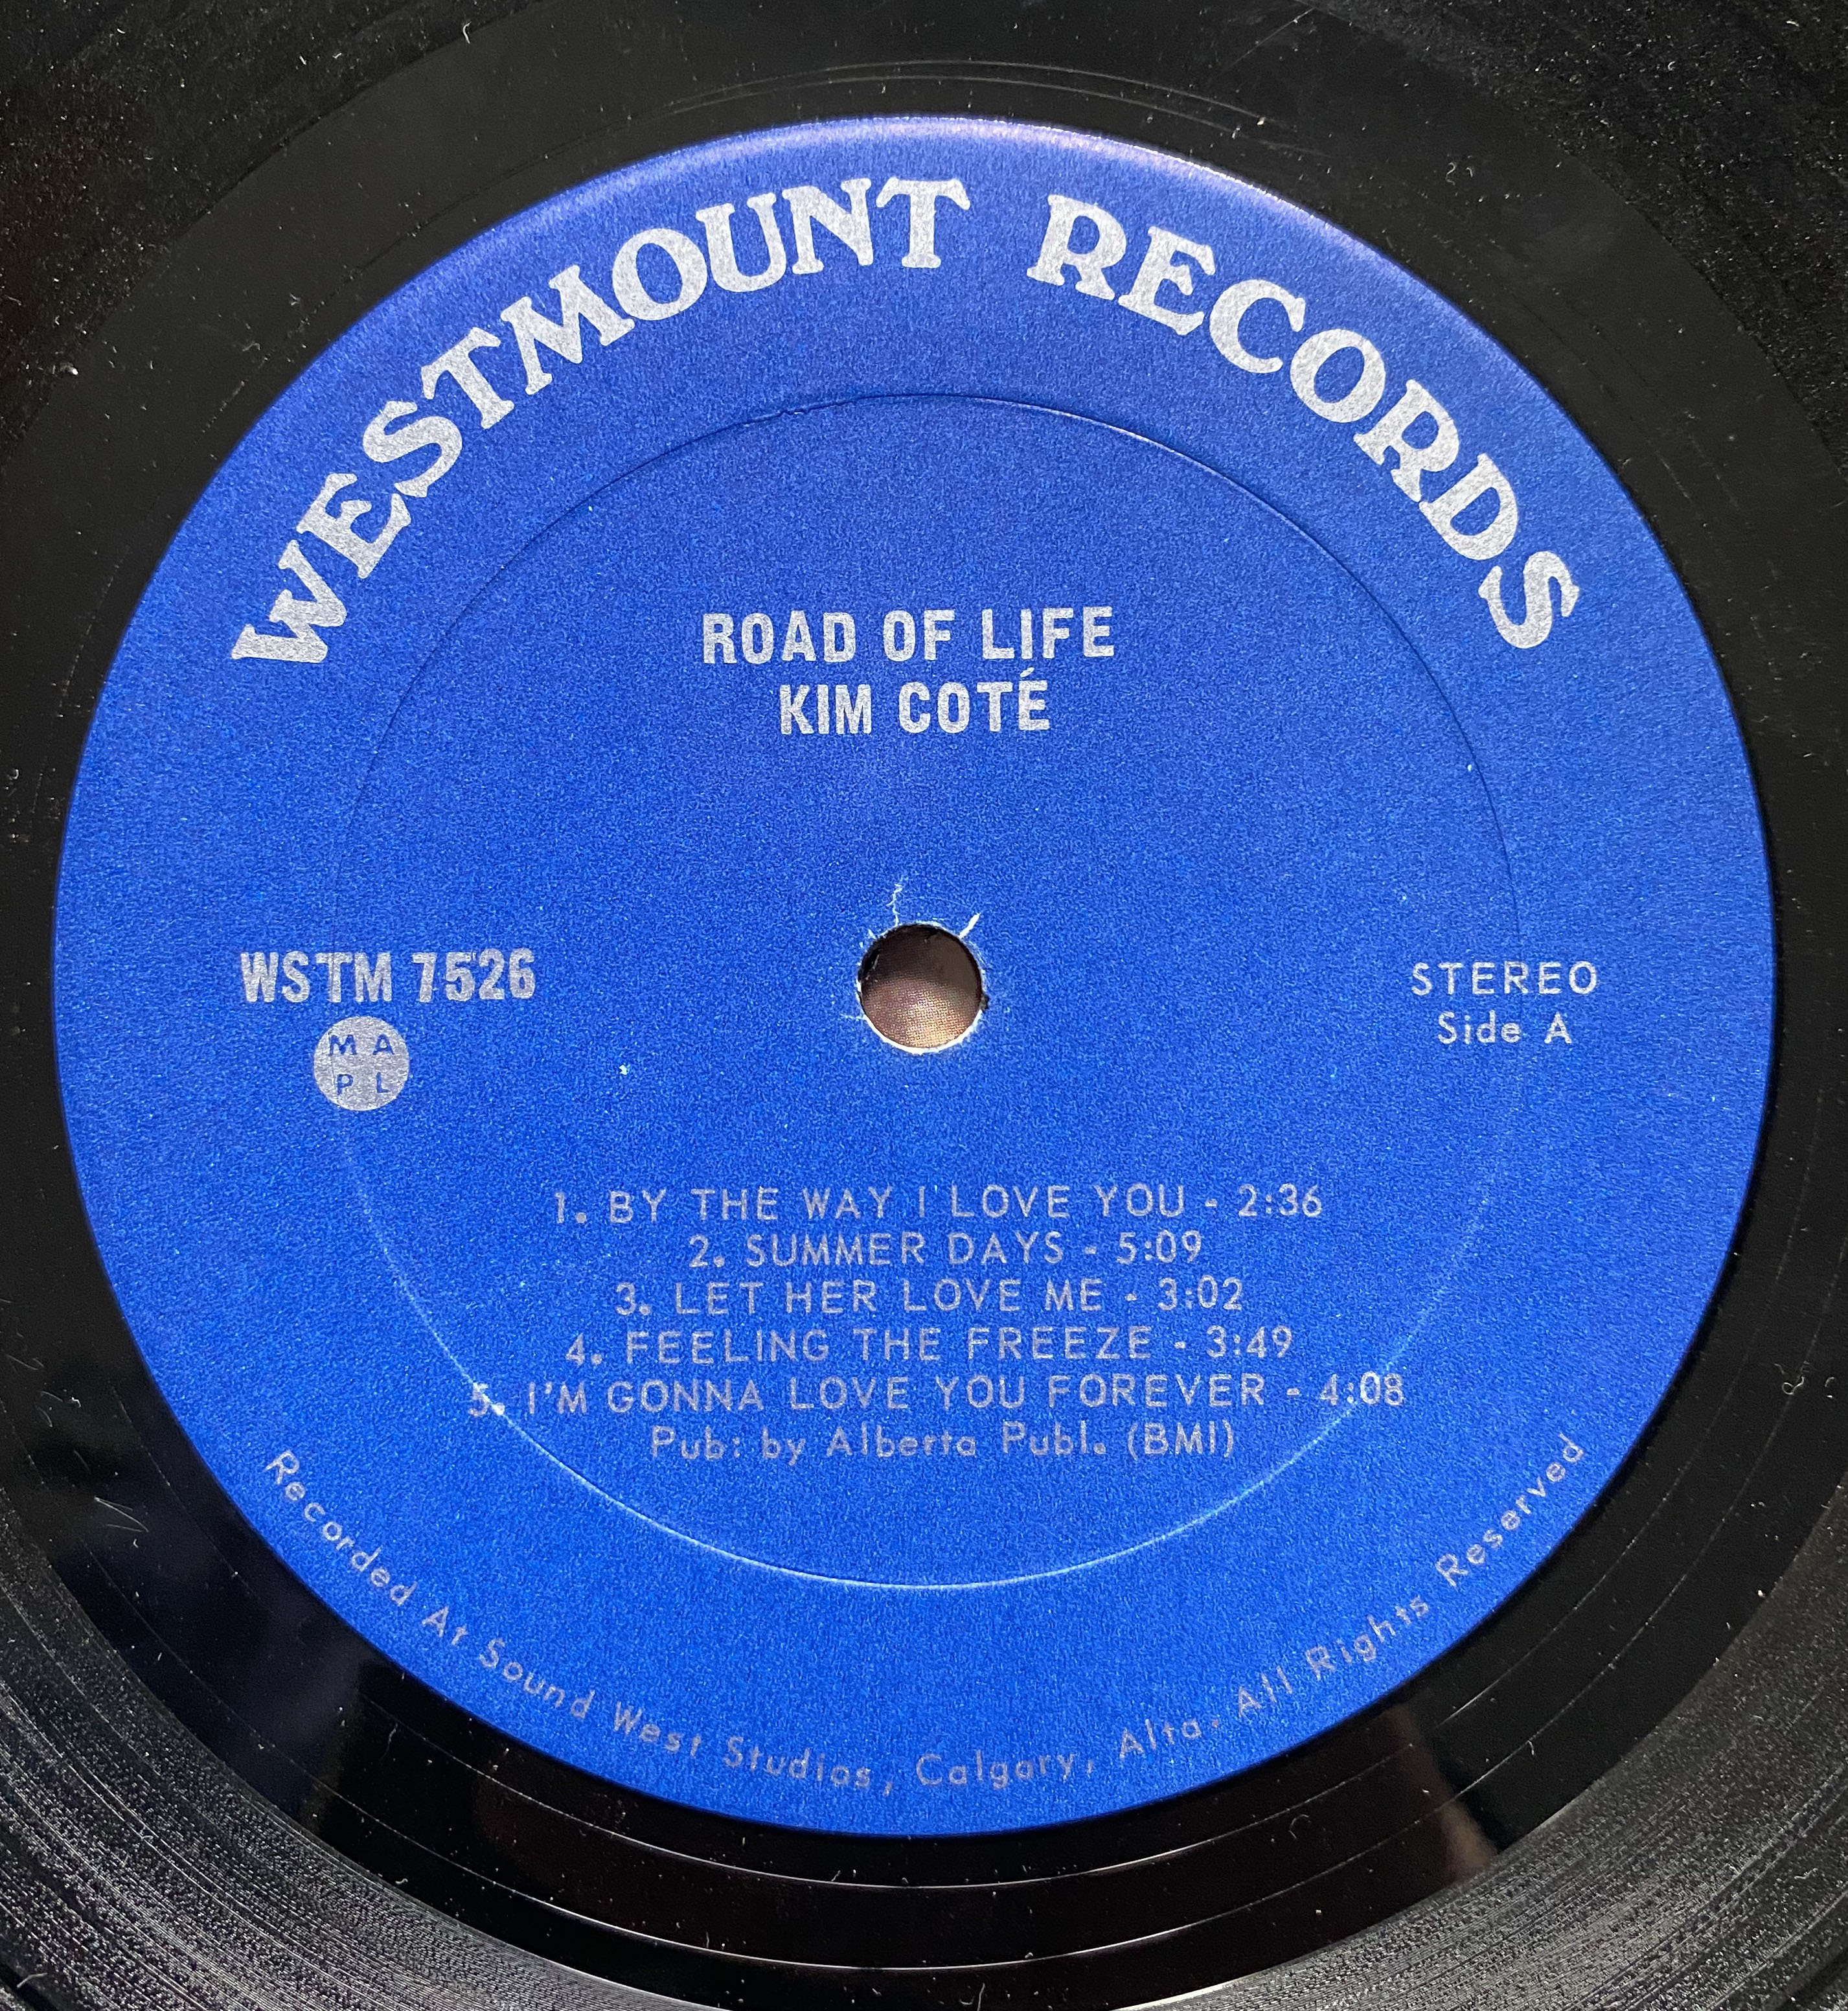 WESTMOUNT RECORDS
ROAD OF LIFE
KIM COTÉ
WSTM 7526
MA
PL
STEREO
Side A
1. BY THE WAY I LOVE YOU - 2:36
2. SUMMER DAYS - 5:09
3. LET HER LOVE ME - 3:02
4. FEELING THE FREEZE - 3:49
5. I'M GONNA LOVE YOU FOREVER - 4:08
Pub: by Alberta Publ. (BMI)
Recorded At Sound West Studios, Calgary, Alta. All Rights Reserved